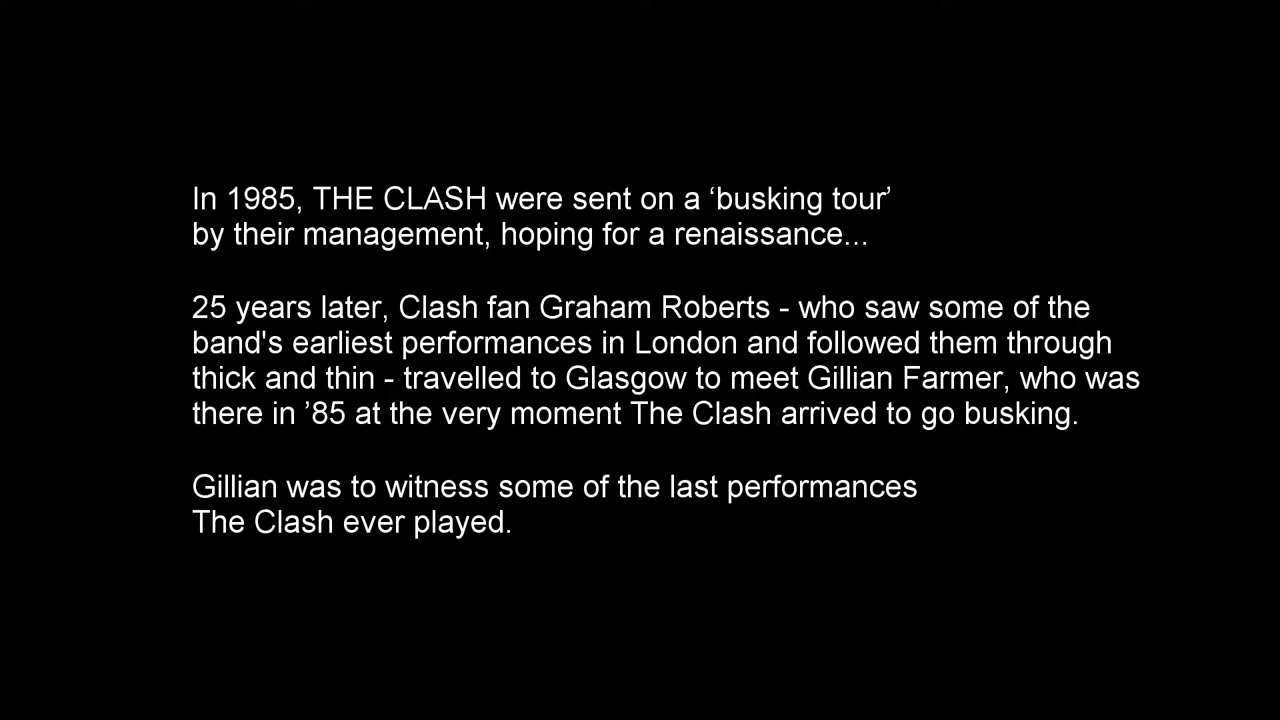 In 1985, THE CLASH were sent on a ‘busking tour’
by their management, hoping for a renaissance...
25 years later, Clash fan Graham Roberts - who saw some of the
band's earliest performances in London and followed them through
thick and thin - travelled to Glasgow to meet Gillian Farmer, who was
there in ’85 at the very moment The Clash arrived to go busking.
Gillian was to witness some of the last performances
The Clash ever played.